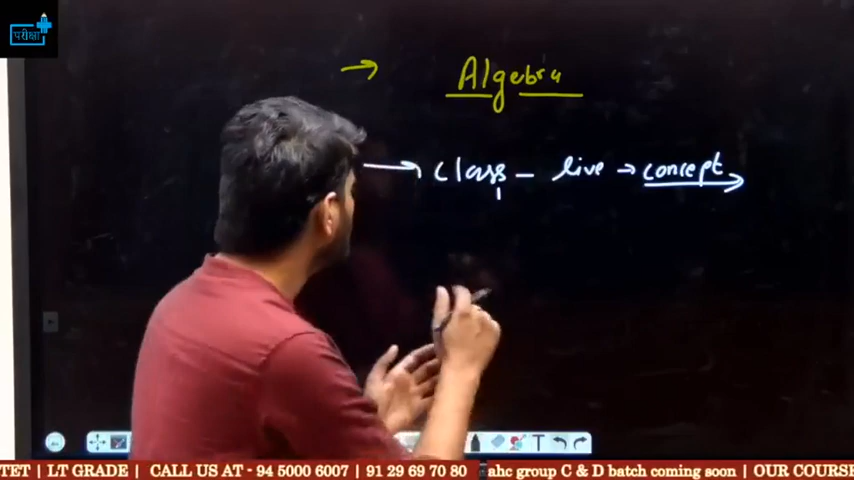 परीक्षा
→ Algebra
→ class - live → concept
TET | LT GRADE | CALL US AT - 94 5000 6007 | 91 29 69 70 80 ahc group C & D batch coming soon | OUR COURSE